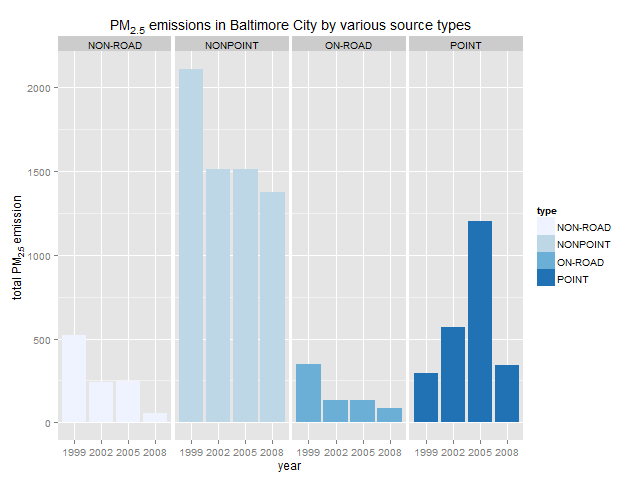 PM2.5 emissions in Baltimore City by various source types
NON-ROAD NONPOINT ON-ROAD POINT
2000
1500
1000
500
0
total PM2.5 emission
1999 2002 2005 2008 1999 2002 2005 2008 1999 2002 2005 2008 1999 2002 2005 2008
year
type
NON-ROAD
NONPOINT
ON-ROAD
POINT